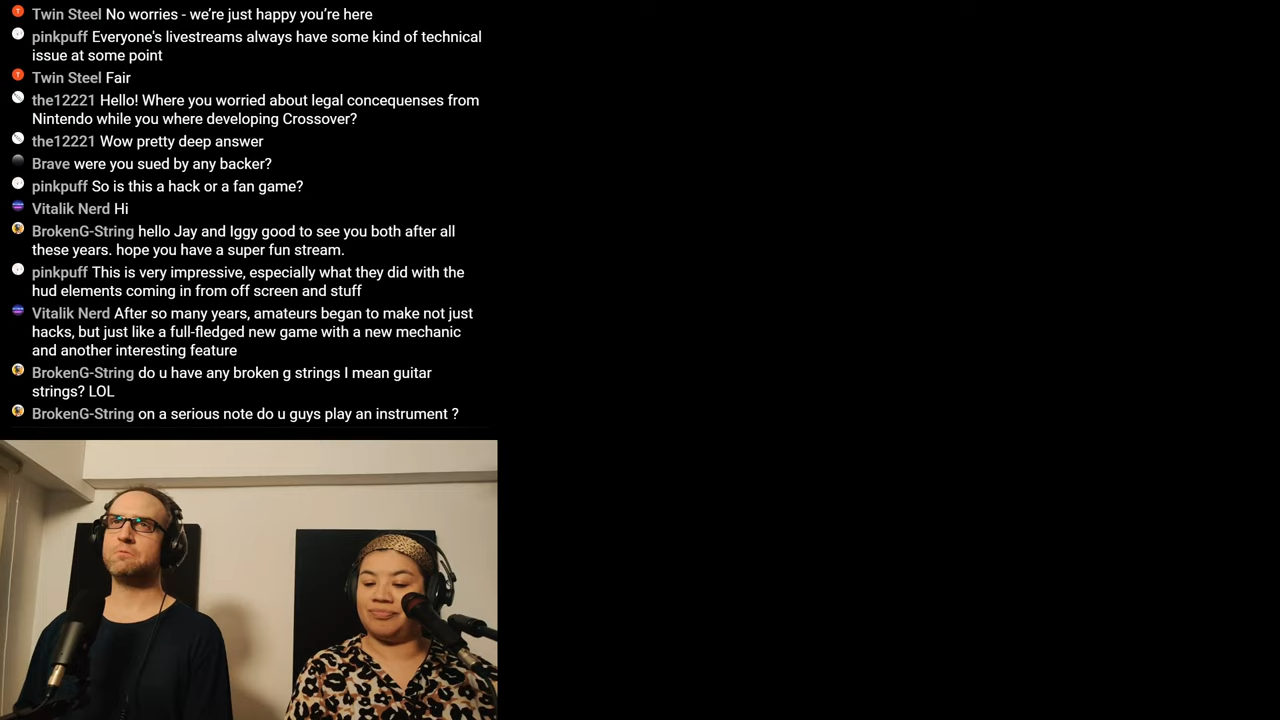 Twin Steel No worries - we're just happy you're here
pinkpuff Everyone's livestreams always have some kind of technical
issue at some point
Twin Steel Fair
the12221 Hello! Where you worried about legal concequenses from
Nintendo while you where developing Crossover?
the12221 Wow pretty deep answer
Brave were you sued by any backer?
pinkpuff So is this a hack or a fan game?
Vitalik Nerd Hi
BrokenG-String hello Jay and Iggy good to see you both after all
these years. hope you have a super fun stream.
pinkpuff This is very impressive, especially what they did with the
hud elements coming in from off screen and stuff
Vitalik Nerd After so many years, amateurs began to make not just
hacks, but just like a full-fledged new game with a new mechanic
and another interesting feature
BrokenG-String do u have any broken g strings I mean guitar
strings? LOL
BrokenG-String on a serious note do u guys play an instrument ?